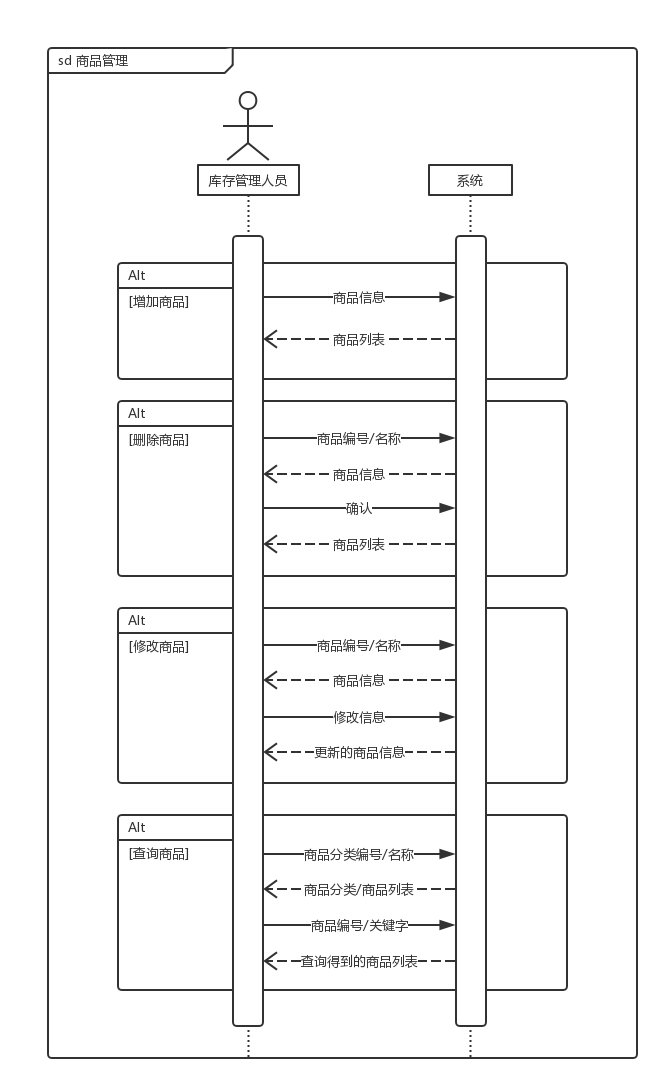 sd 商品管理
库存管理人员
系统
Alt
[增加商品]
商品信息
商品列表
Alt
[删除商品]
商品编号/名称
商品信息
确认
商品列表
Alt
[修改商品]
商品编号/名称
商品信息
修改信息
更新的商品信息
Alt
[查询商品]
商品分类编号/名称
商品分类/商品列表
商品编号/关键字
查询得到的商品列表